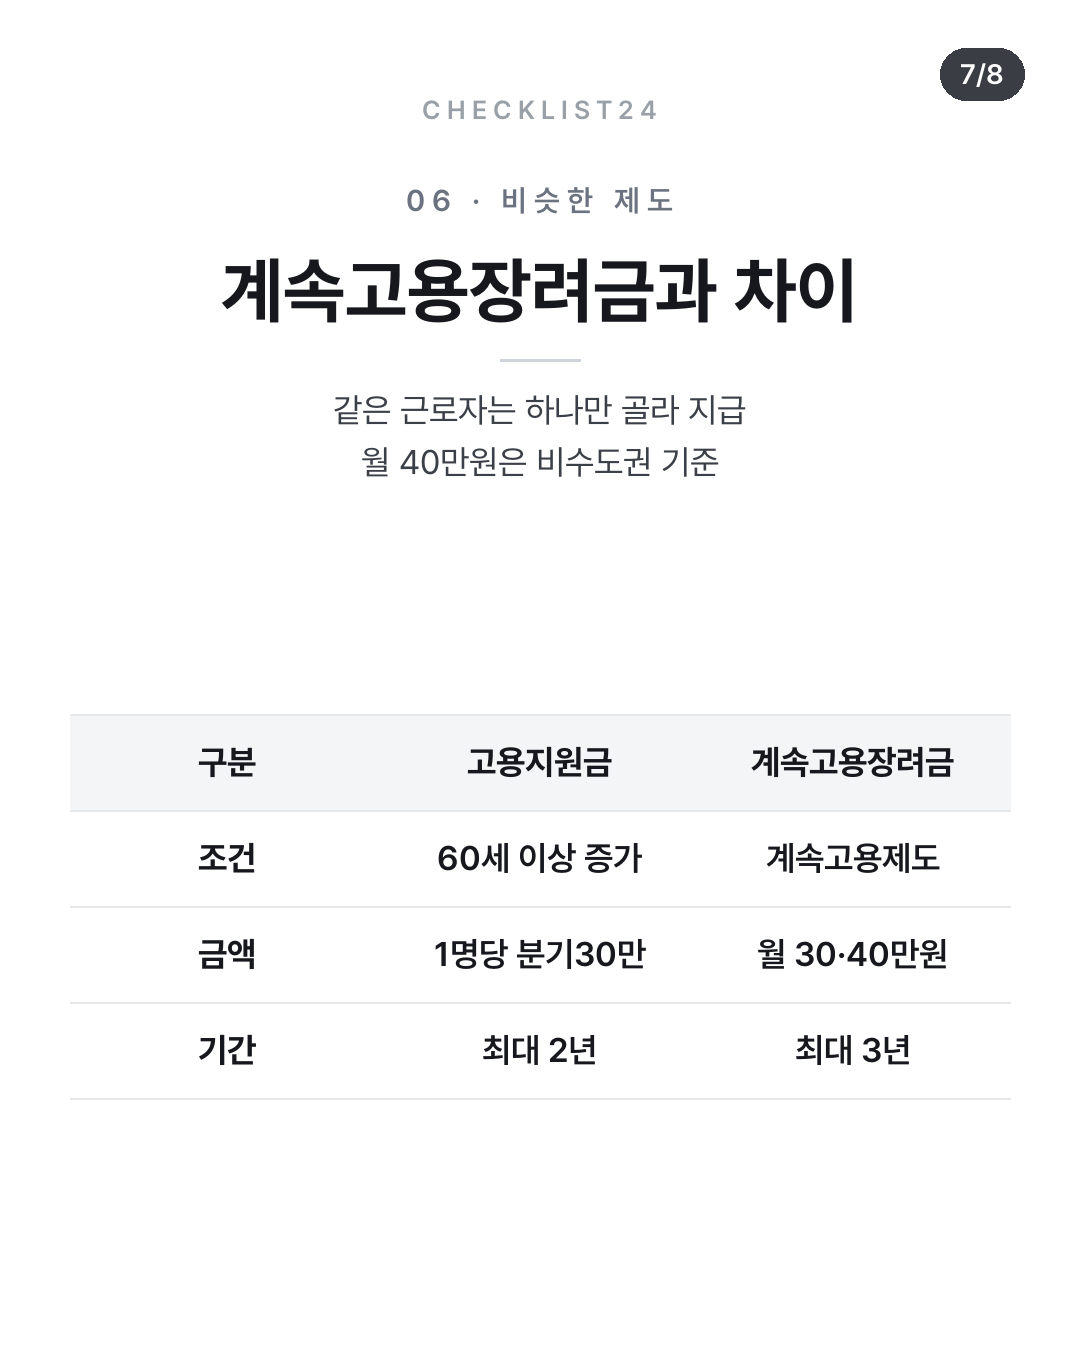 7/8
CHECKLIST24
06 · 비슷한 제도
계속고용장려금과 차이
같은 근로자는 하나만 골라 지급
월 40만원은 비수도권 기준
구분 고용지원금 계속고용장려금
조건 60세 이상 증가 계속고용제도
금액 1명당 분기30만 월 30·40만원
기간 최대 2년 최대 3년